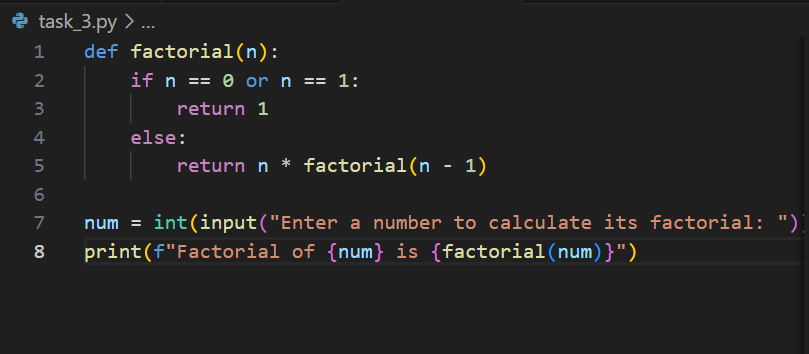 task_3.py > ...
1 def factorial(n):
2     if n == 0 or n == 1:
3         return 1
4     else:
5         return n * factorial(n - 1)
6
7 num = int(input("Enter a number to calculate its factorial: "))
8 print(f"Factorial of {num} is {factorial(num)}")